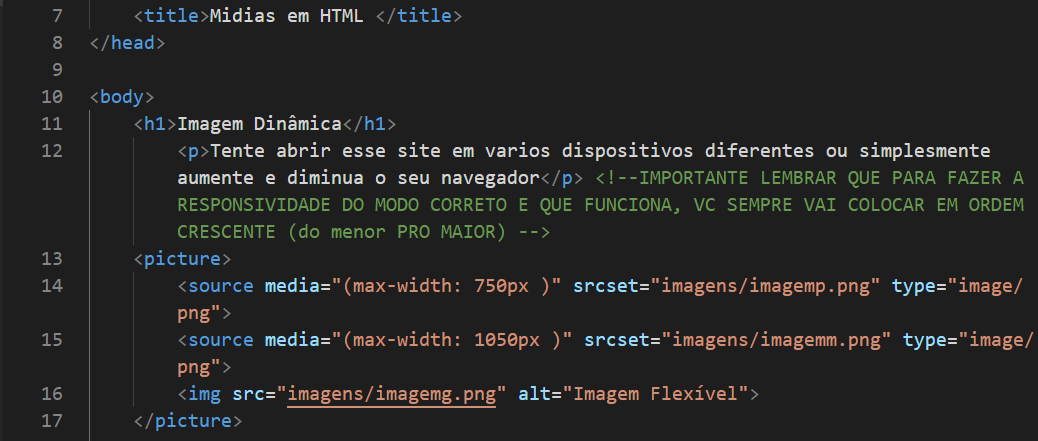 7 <title>Midias em HTML </title>
8 </head>
9
10 <body>
11 <h1>Imagem Dinâmica</h1>
12 <p>Tente abrir esse site em varios dispositivos diferentes ou simplesmente
aumente e diminua o seu navegador</p> <!--IMPORTANTE LEMBRAR QUE PARA FAZER A
RESPONSIVIDADE DO MODO CORRETO E QUE FUNCIONA, VC SEMPRE VAI COLOCAR EM ORDEM
CRESCENTE (do menor PRO MAIOR) -->
13 <picture>
14 <source media="(max-width: 750px )" srcset="imagens/imagemp.png" type="image/
png">
15 <source media="(max-width: 1050px )" srcset="imagens/imagemm.png" type="image/
png">
16 <img src="imagens/imagemg.png" alt="Imagem Flexível">
17 </picture>